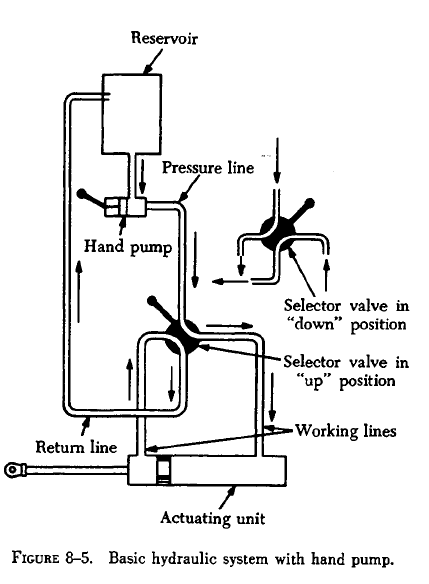 Reservoir
Pressure line
Hand pump
Selector valve in
"down" position
Selector valve in
"up" position
Working lines
Return line
Actuating unit
FIGURE 8–5. Basic hydraulic system with hand pump.